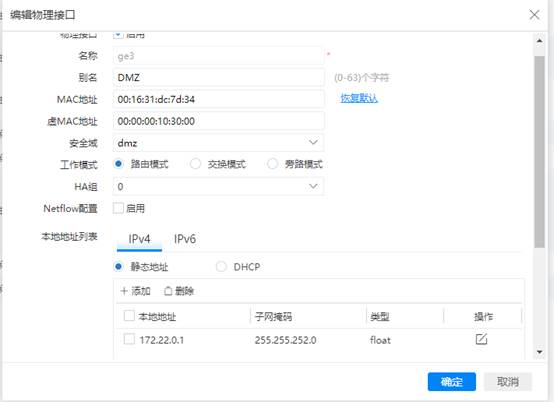 编辑物理接口
物理接口 启用
名称 ge3 *
别名 DMZ (0-63)个字符
MAC地址 00:16:31:dc:7d:34 恢复默认
虚MAC地址 00:00:00:10:30:00
安全域 dmz
工作模式 路由模式 交换模式 旁路模式
HA组 0
Netflow配置 启用
本地地址列表 IPv4 IPv6
静态地址 DHCP
添加 删除
本地地址 子网掩码 类型 操作
172.22.0.1 255.255.252.0 float
确定 取消